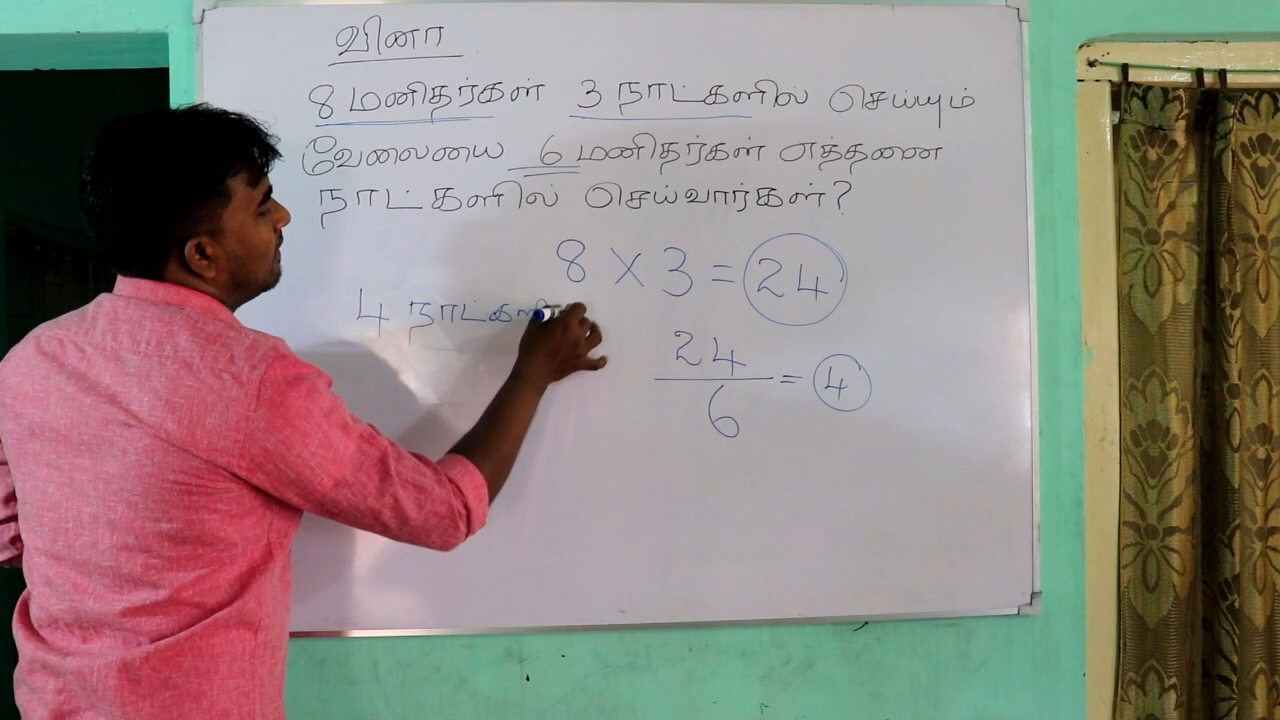 வினா
8 மனிதர்கள் 3 நாட்களில் செய்யும்
வேலையை 6 மனிதர்கள் எத்தனை
நாட்களில் செய்வார்கள்?
8 × 3 = 24
4
24
6
= 4